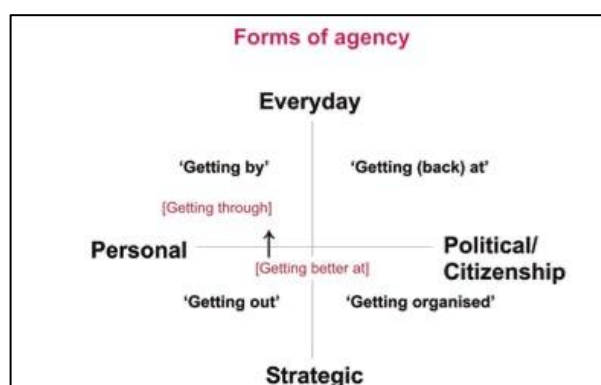 Forms of agency
Everyday
‘Getting by’ ‘Getting (back) at’
[Getting through]
Personal Political/
Citizenship
[Getting better at]
‘Getting out’ ‘Getting organised’
Strategic